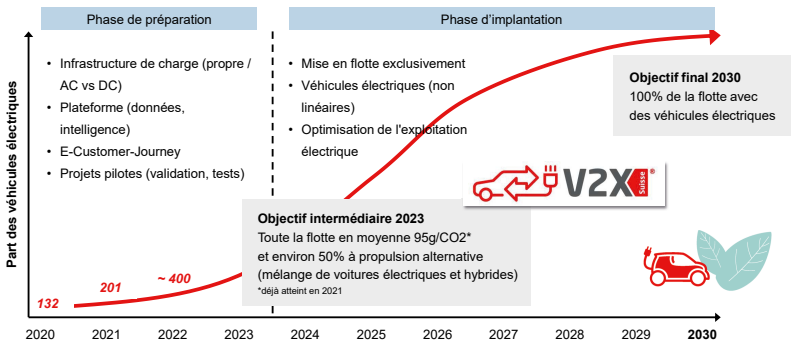 Phase de préparation
Phase d'implantation
Part des véhicules électriques
• Infrastructure de charge (propre /
AC vs DC)
• Plateforme (données,
intelligence)
• E-Customer-Journey
• Projets pilotes (validation, tests)
• Mise en flotte exclusivement
• Véhicules électriques (non
linéaires)
• Optimisation de l'exploitation
électrique
Objectif final 2030
100% de la flotte avec
des véhicules électriques
V2X Suisse ®
Objectif intermédiaire 2023
Toute la flotte en moyenne 95g/CO2*
et environ 50% à propulsion alternative
(mélange de voitures électriques et hybrides)
*déjà atteint en 2021
132
201
~ 400
2020 2021 2022 2023 2024 2025 2026 2027 2028 2029 2030